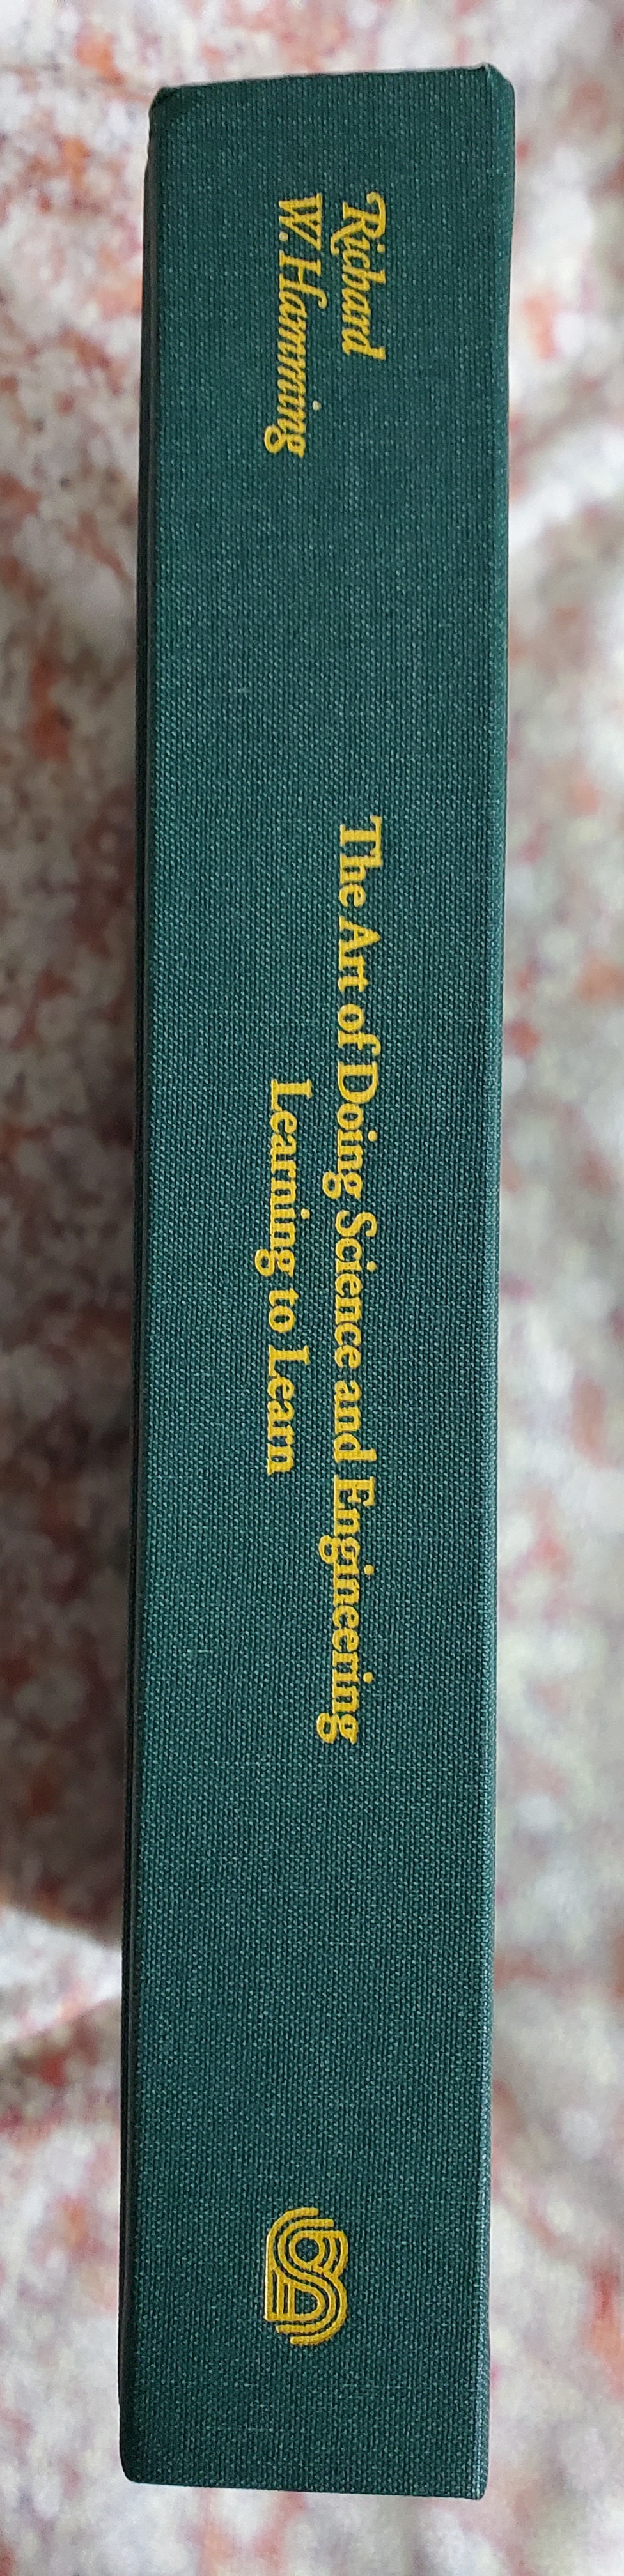 Richard
W. Hamming
The Art of Doing Science and Engineering
Learning to Learn